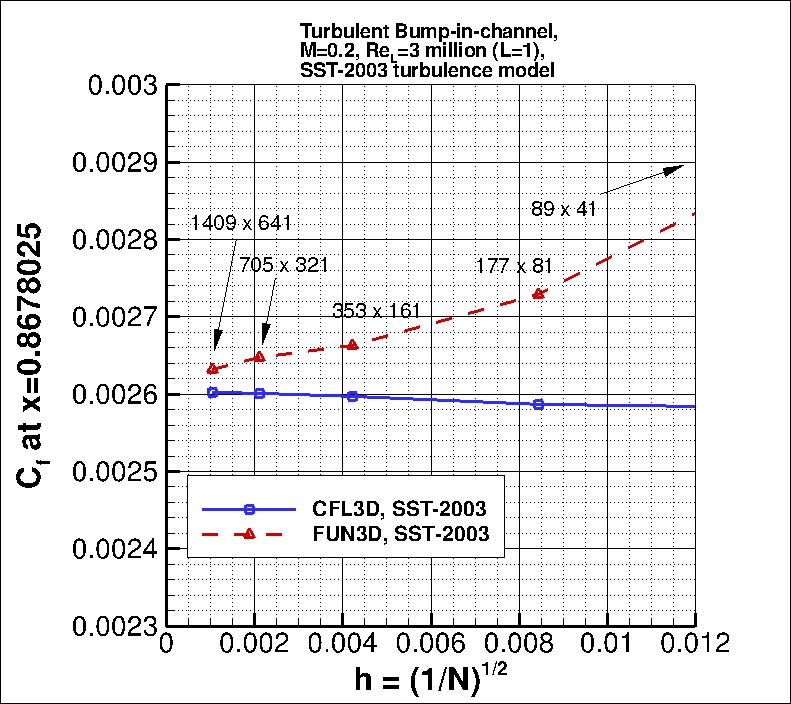 Turbulent Bump-in-channel,
M=0.2, Re_L=3 million (L=1),
SST-2003 turbulence model
0.003
0.0029
0.0028
0.0027
0.0026
0.0025
0.0024
0.0023
C_f at x=0.8678025
1409 x 641
705 x 321
353 x 161
177 x 81
89 x 41
CFL3D, SST-2003
FUN3D, SST-2003
0 0.002 0.004 0.006 0.008 0.01 0.012
h = (1/N)^1/2